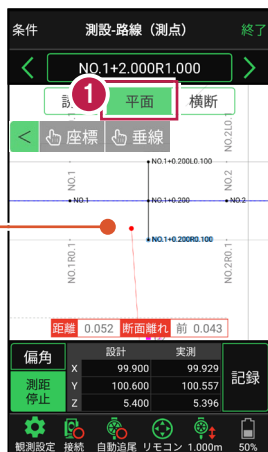 条件 測設-路線（測点） 終了
< NO.1+2.000R1.000 >
1
平面 横断
< 座標 垂線
NO.1+0.200L0.100
NO.1
NO.2
NO.2L0.1
NO.1 NO.1+0.200 NO.2
NO.1+0.200R0.100
NO.1R0.1
NO.2R0.1
距離 0.052 断面離れ 前 0.043
偏角
設計 実測
X 99.900 99.929
Y 100.600 100.557
Z 5.400 5.396
測距
停止
記録
観測設定 接続 自動追尾 リモコン 1.000m 50%